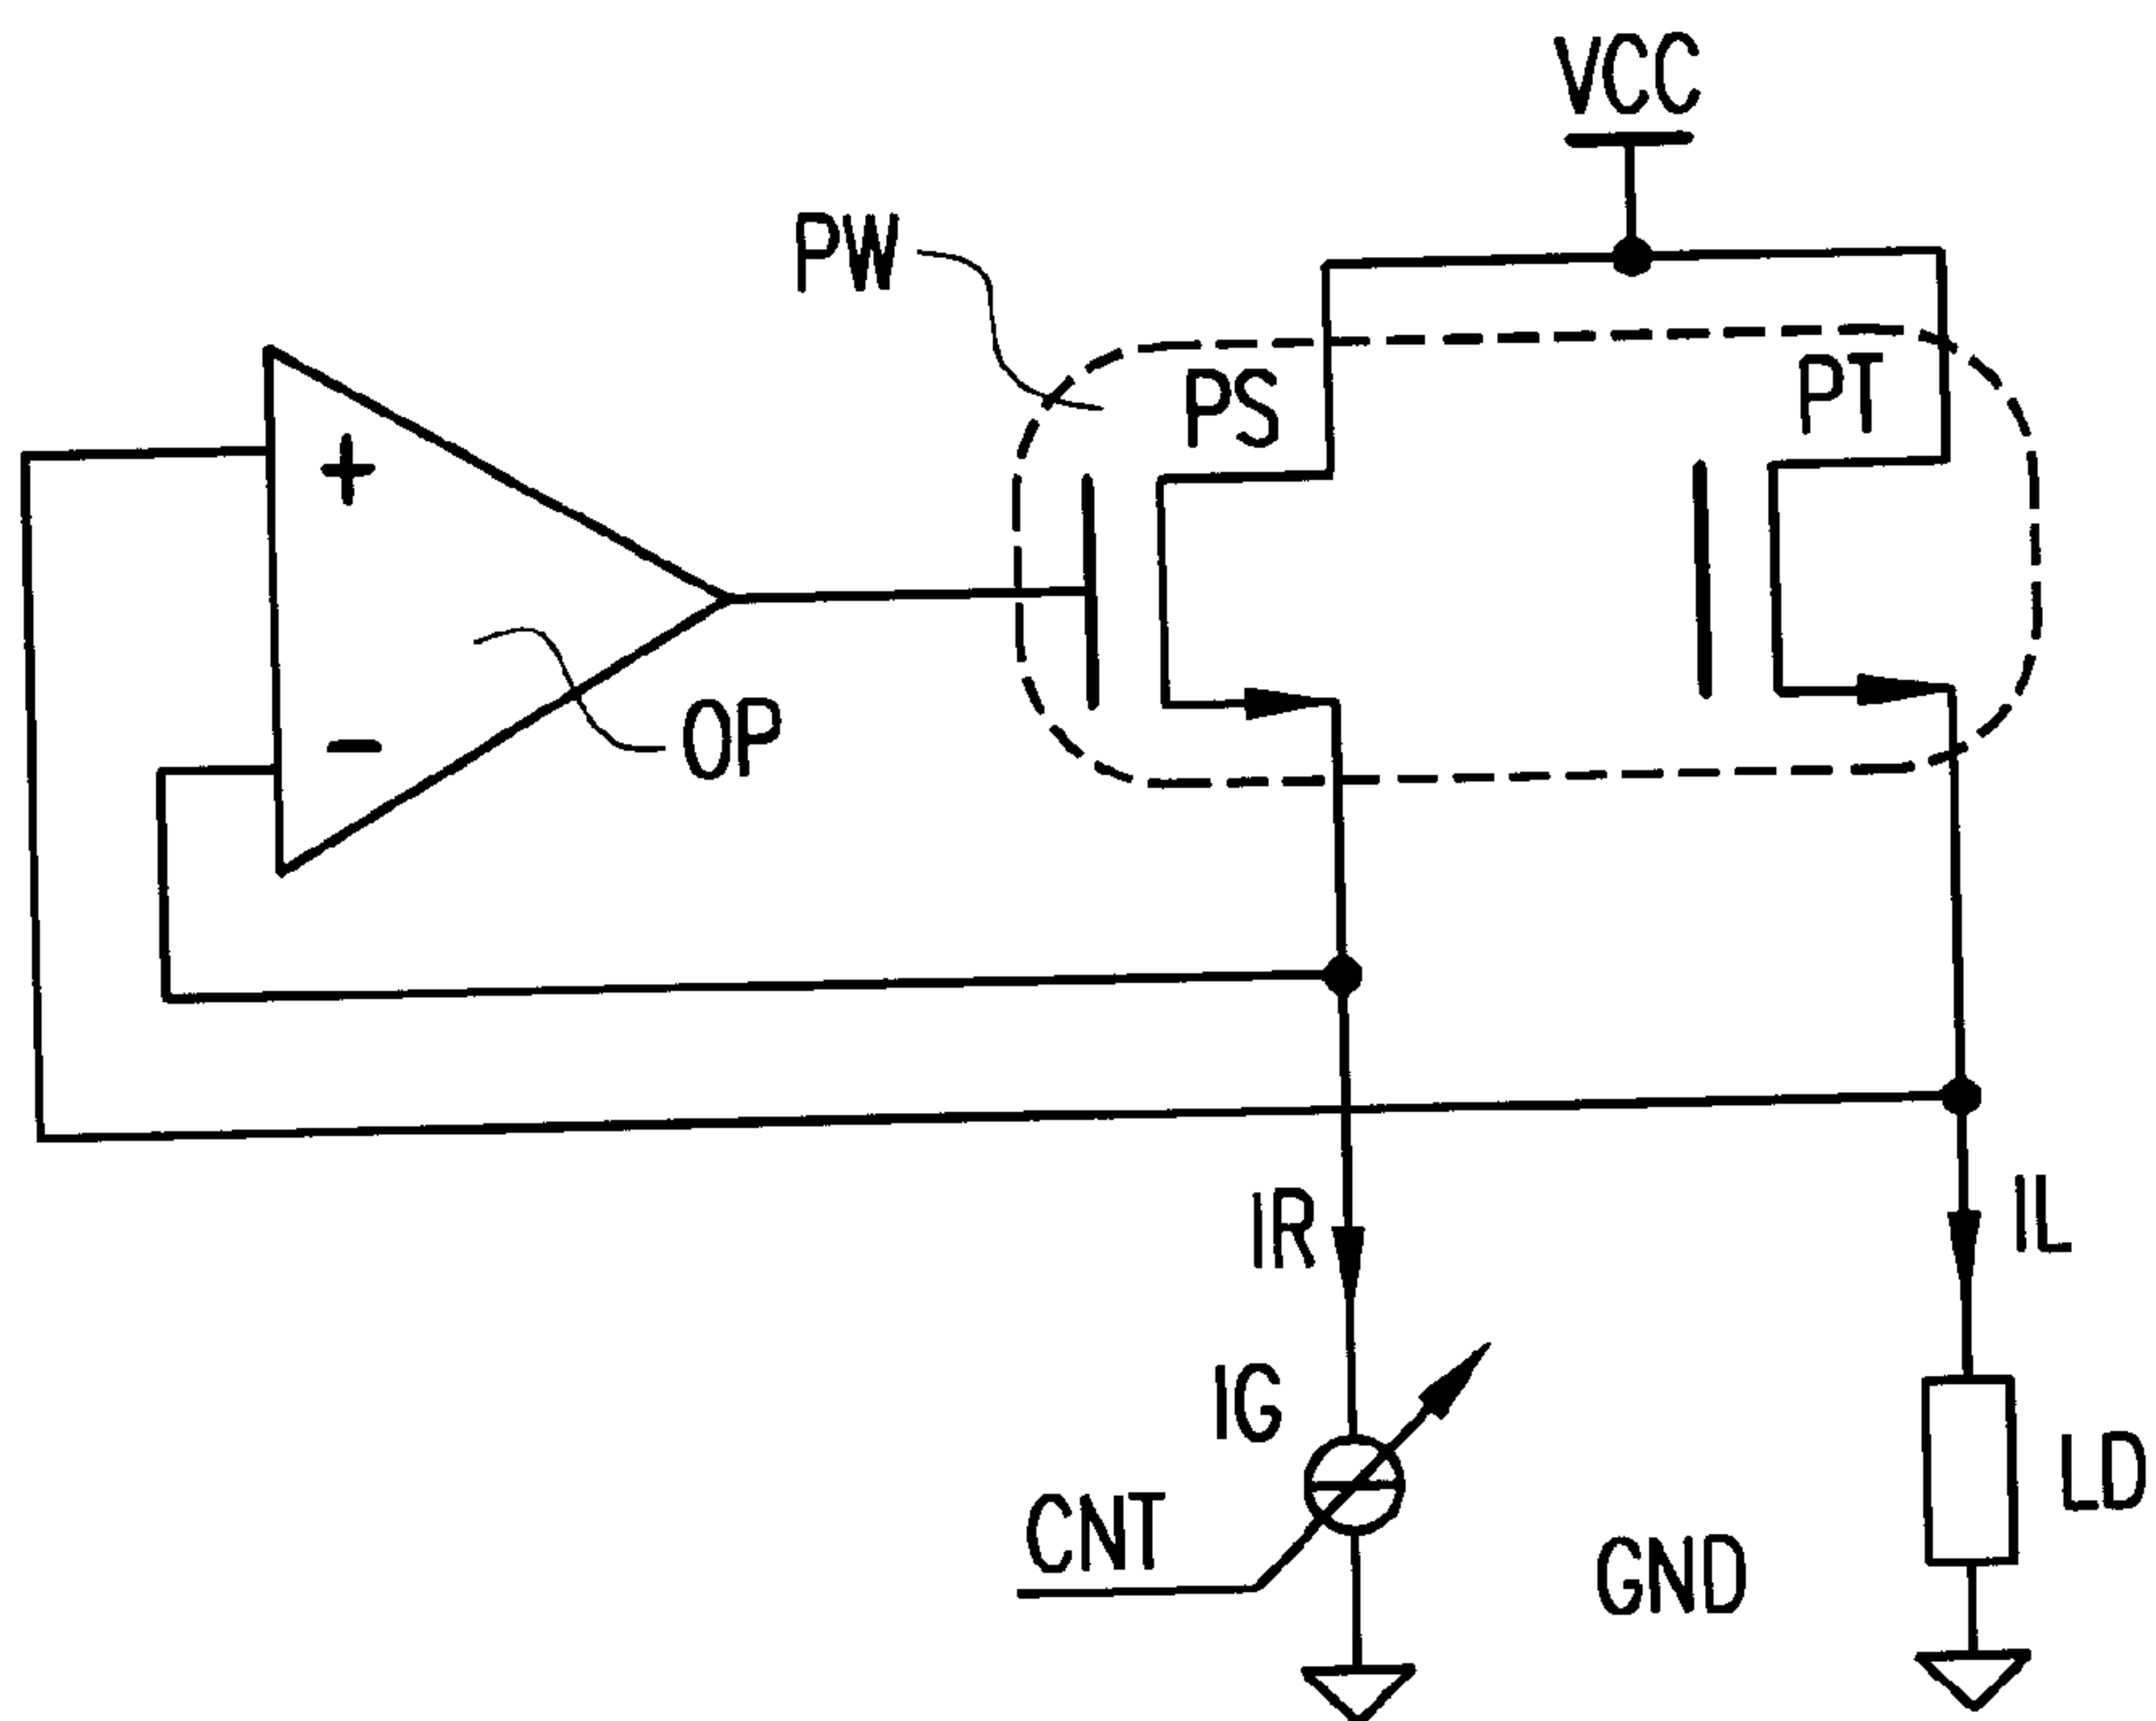 VCC
PW
PS
PT
+
-
OP
IR
IL
IG
CNT
GND
LD